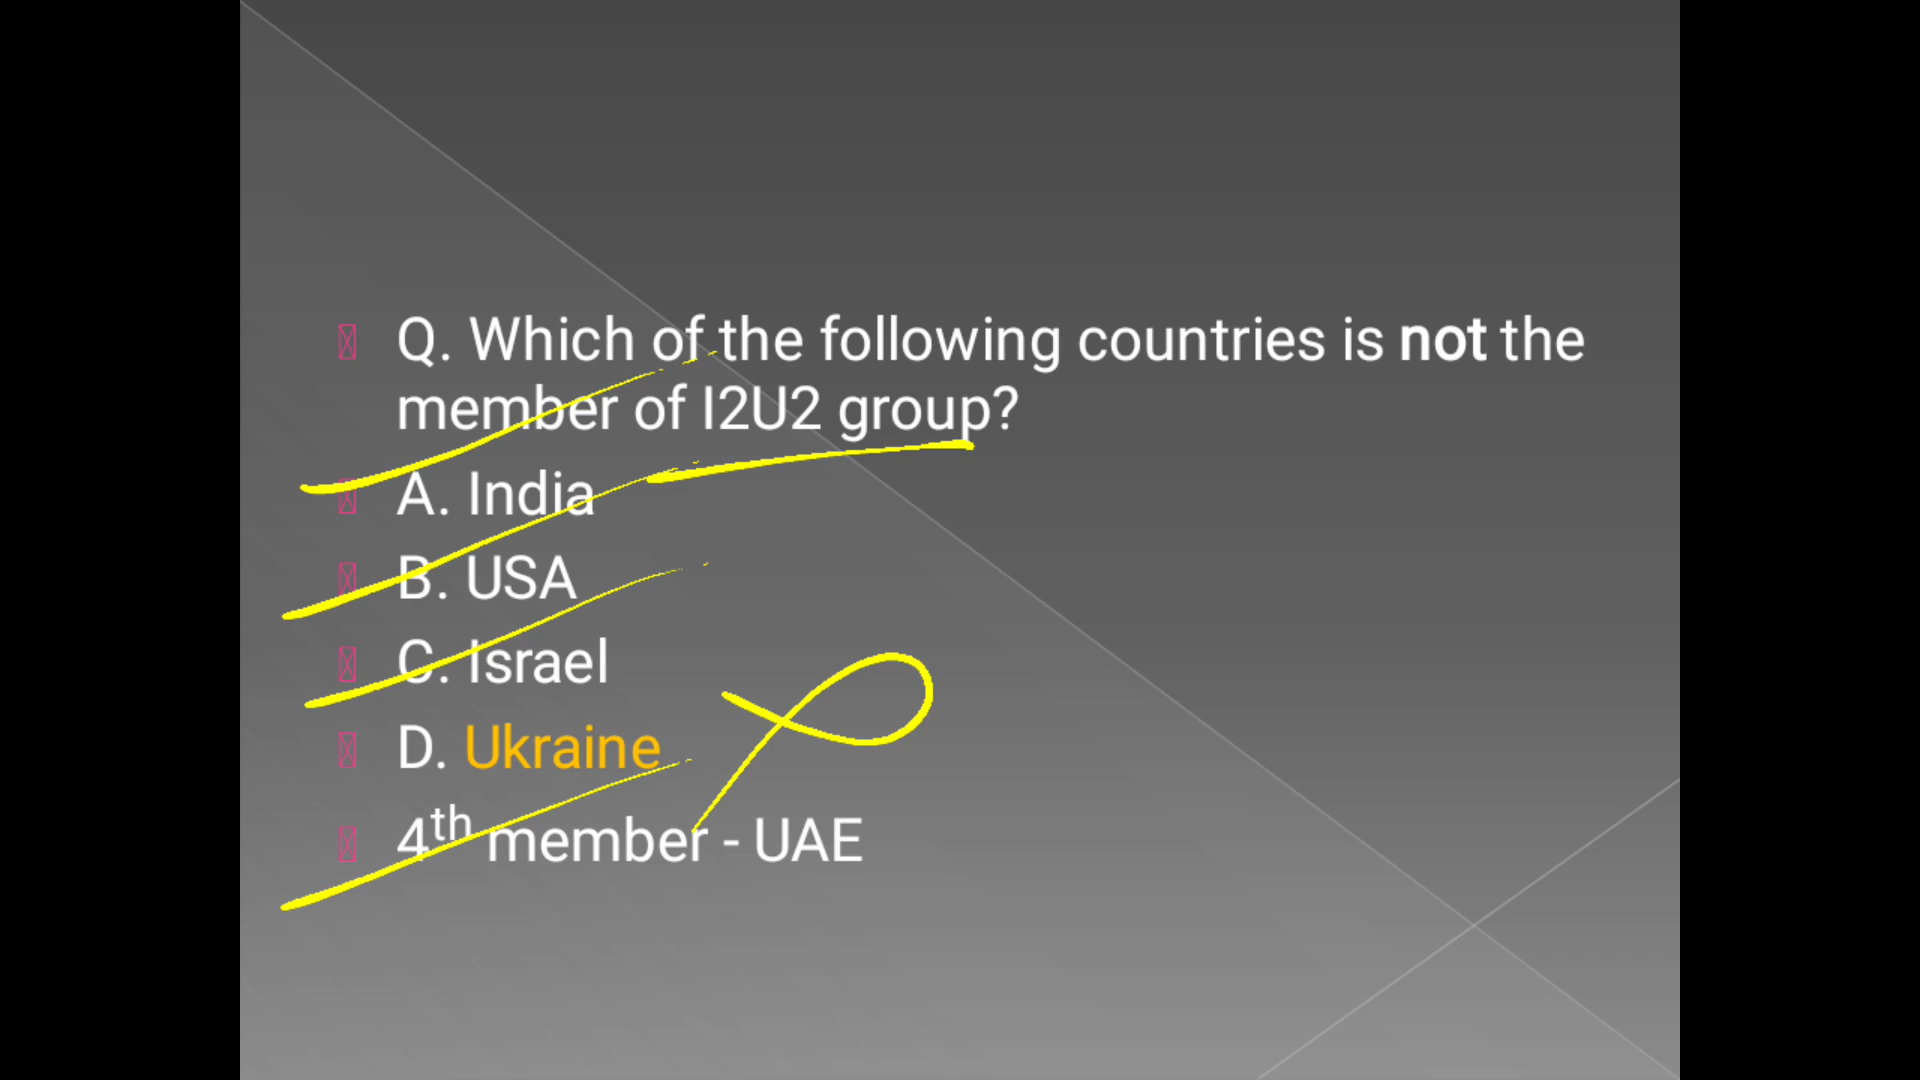 Q. Which of the following countries is not the
member of I2U2 group?
A. India
B. USA
C. Israel
D. Ukraine
4th member - UAE